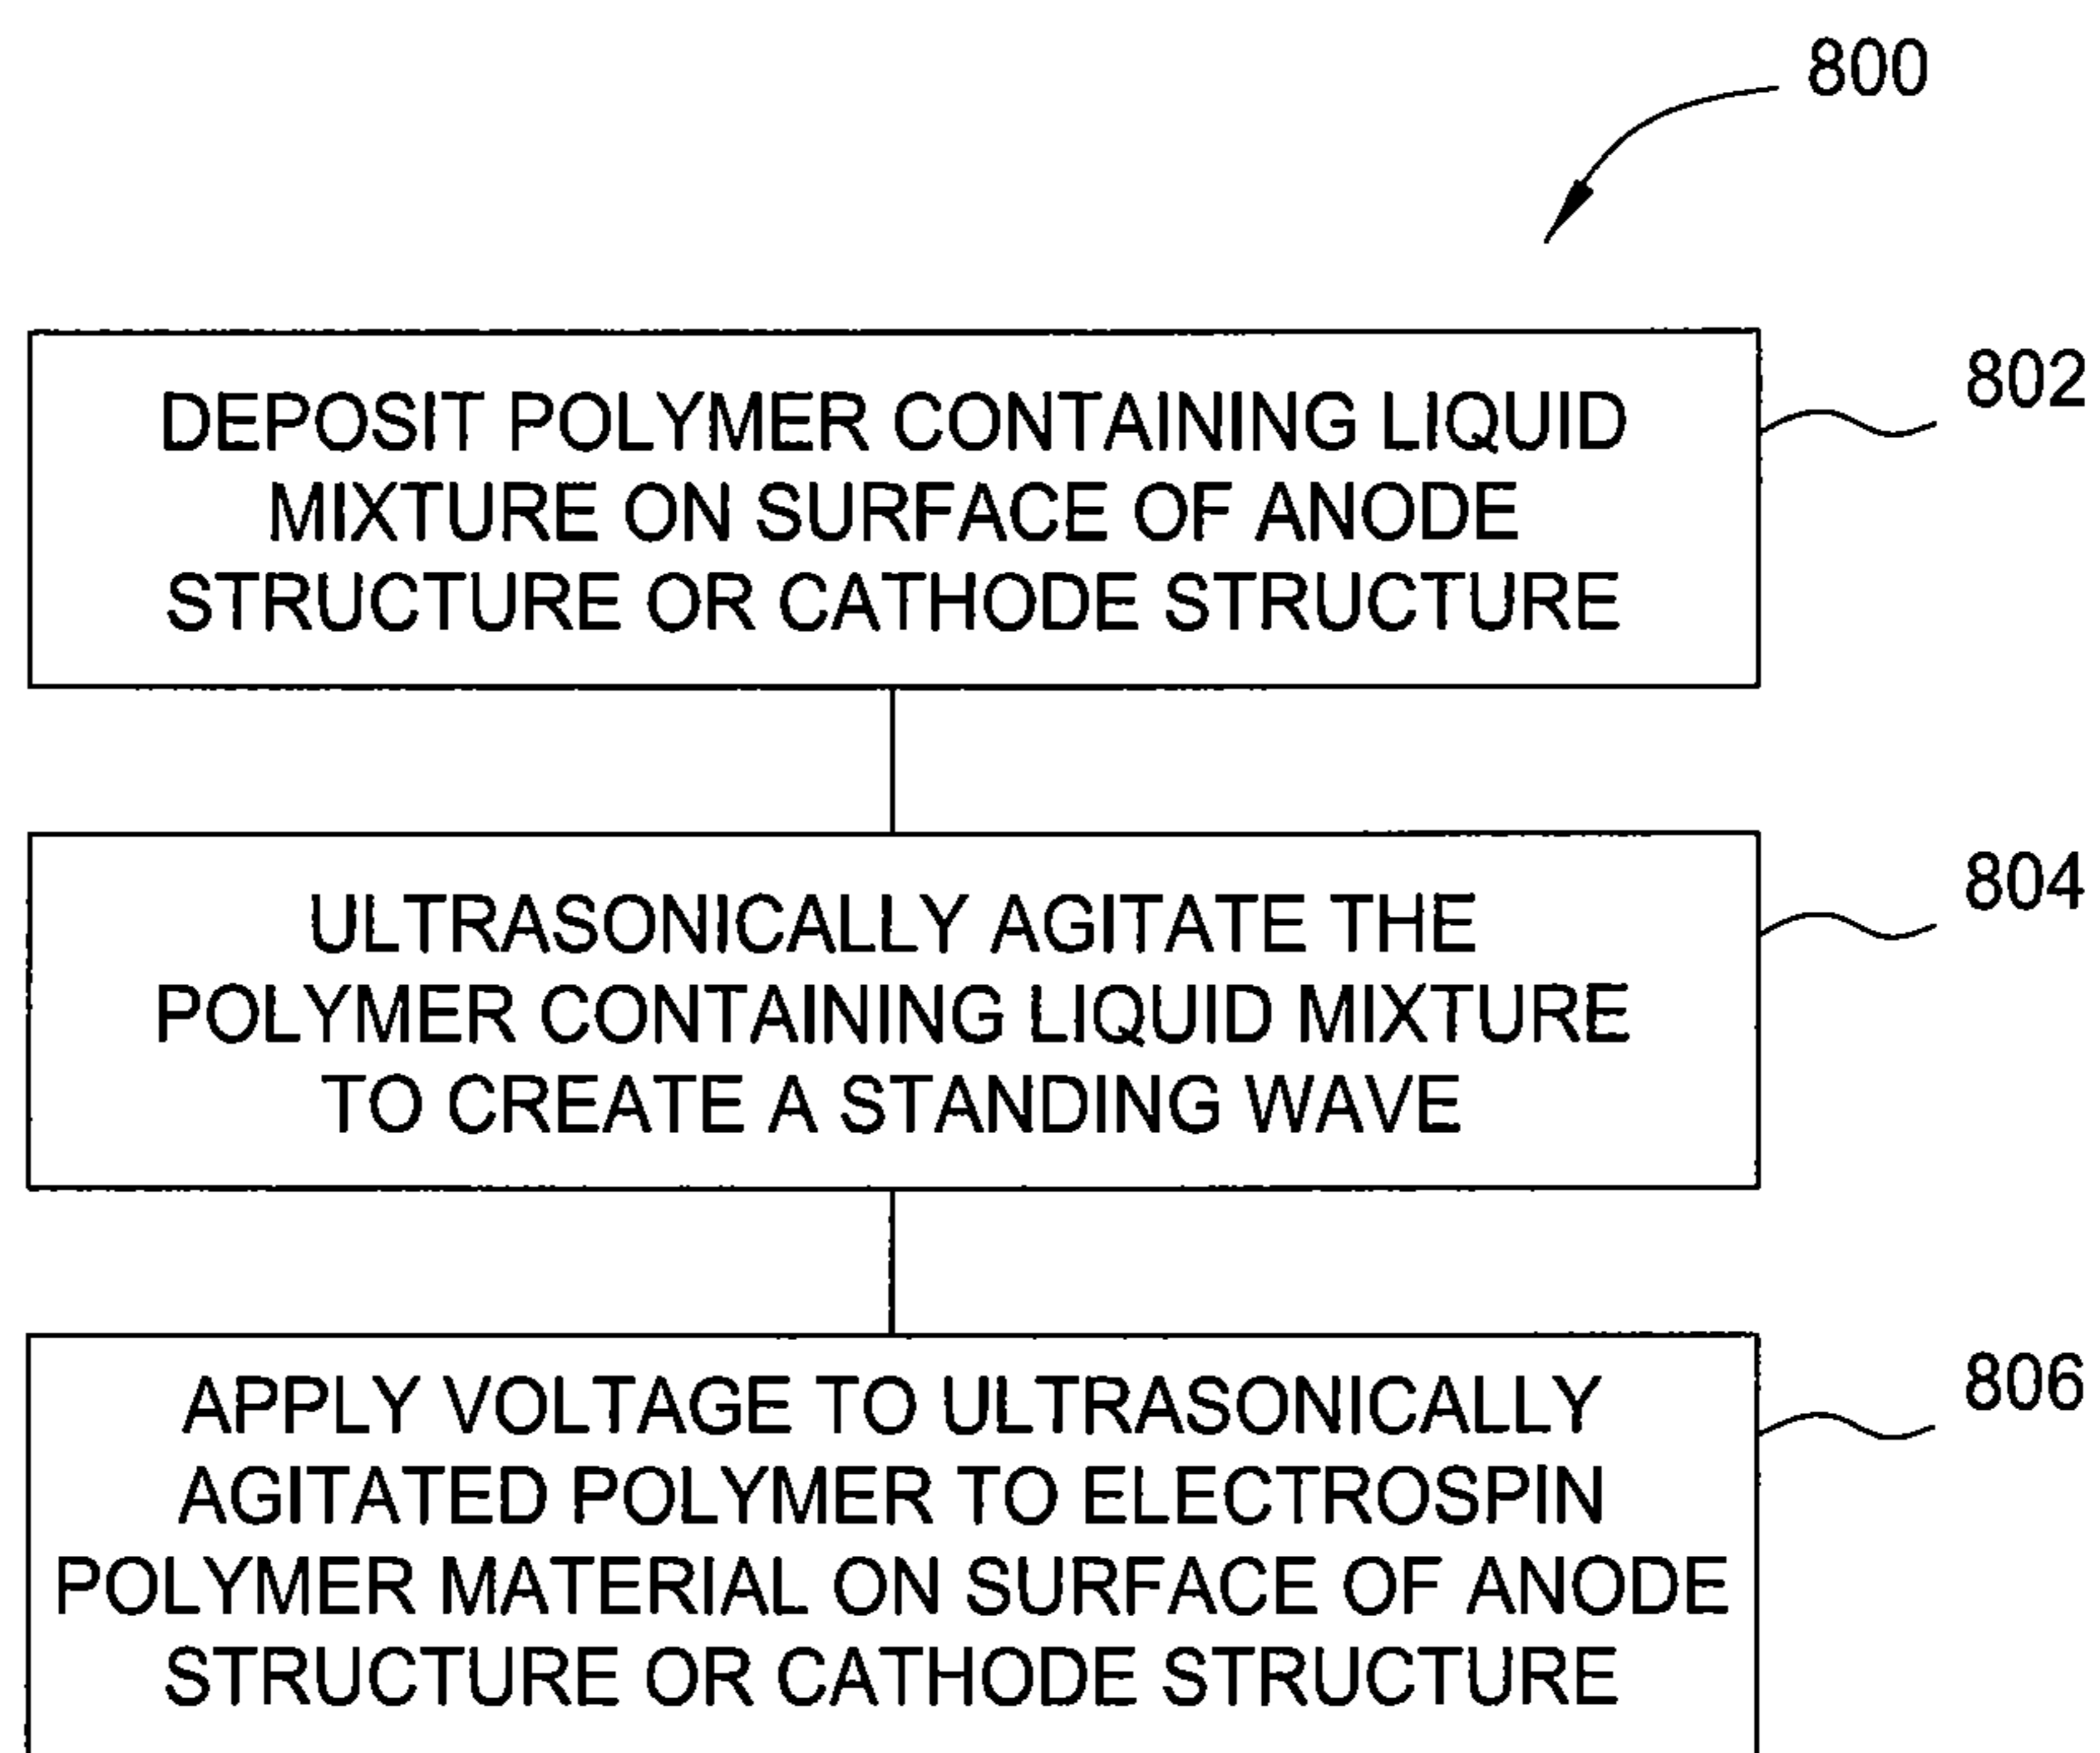 800
802
DEPOSIT POLYMER CONTAINING LIQUID
MIXTURE ON SURFACE OF ANODE
STRUCTURE OR CATHODE STRUCTURE
804
ULTRASONICALLY AGITATE THE
POLYMER CONTAINING LIQUID MIXTURE
TO CREATE A STANDING WAVE
806
APPLY VOLTAGE TO ULTRASONICALLY
AGITATED POLYMER TO ELECTROSPIN
POLYMER MATERIAL ON SURFACE OF ANODE
STRUCTURE OR CATHODE STRUCTURE